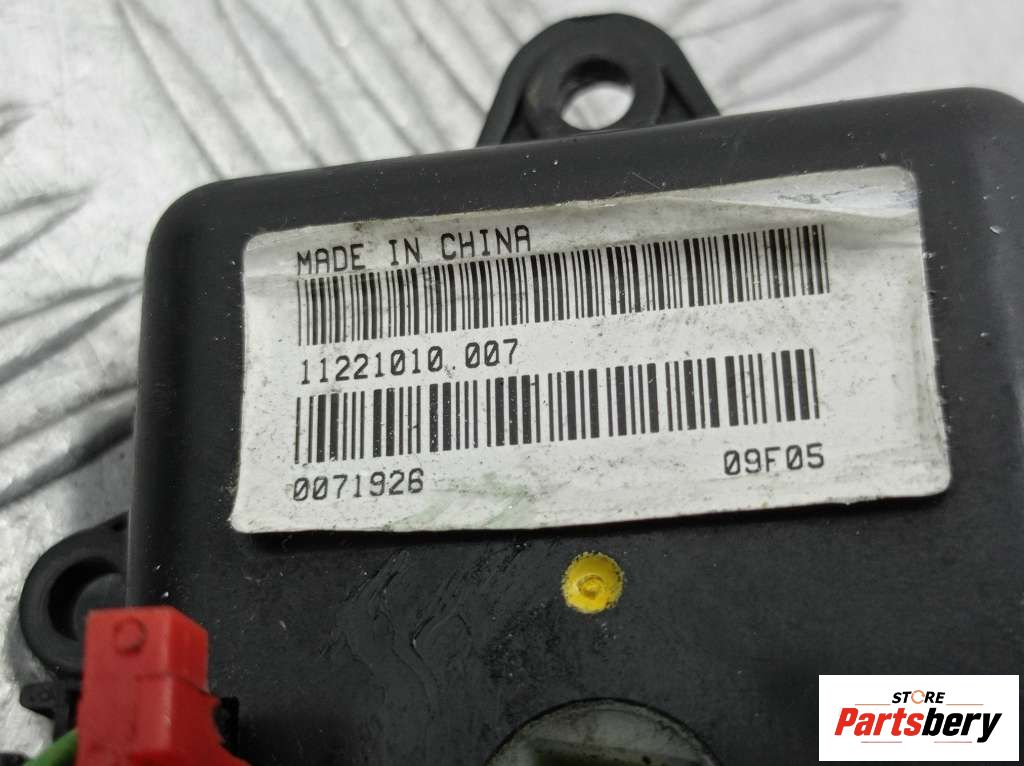 MADE IN CHINA
11221010 007
0071926 09F05
STORE
Partsbery